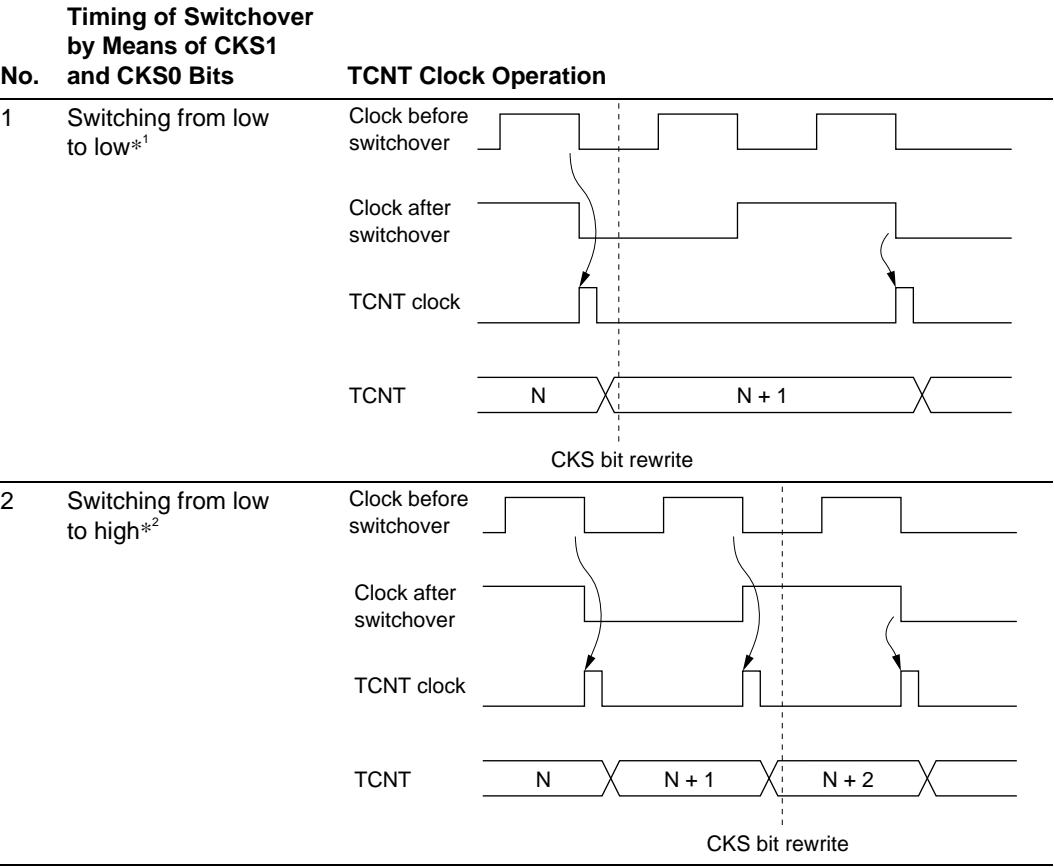 Timing of Switchover
by Means of CKS1
No. and CKS0 Bits TCNT Clock Operation
1 Switching from low
to low*1
Clock before
switchover
Clock after
switchover
TCNT clock
TCNT N N + 1
CKS bit rewrite
2 Switching from low
to high*2
Clock before
switchover
Clock after
switchover
TCNT clock
TCNT N N + 1 N + 2
CKS bit rewrite